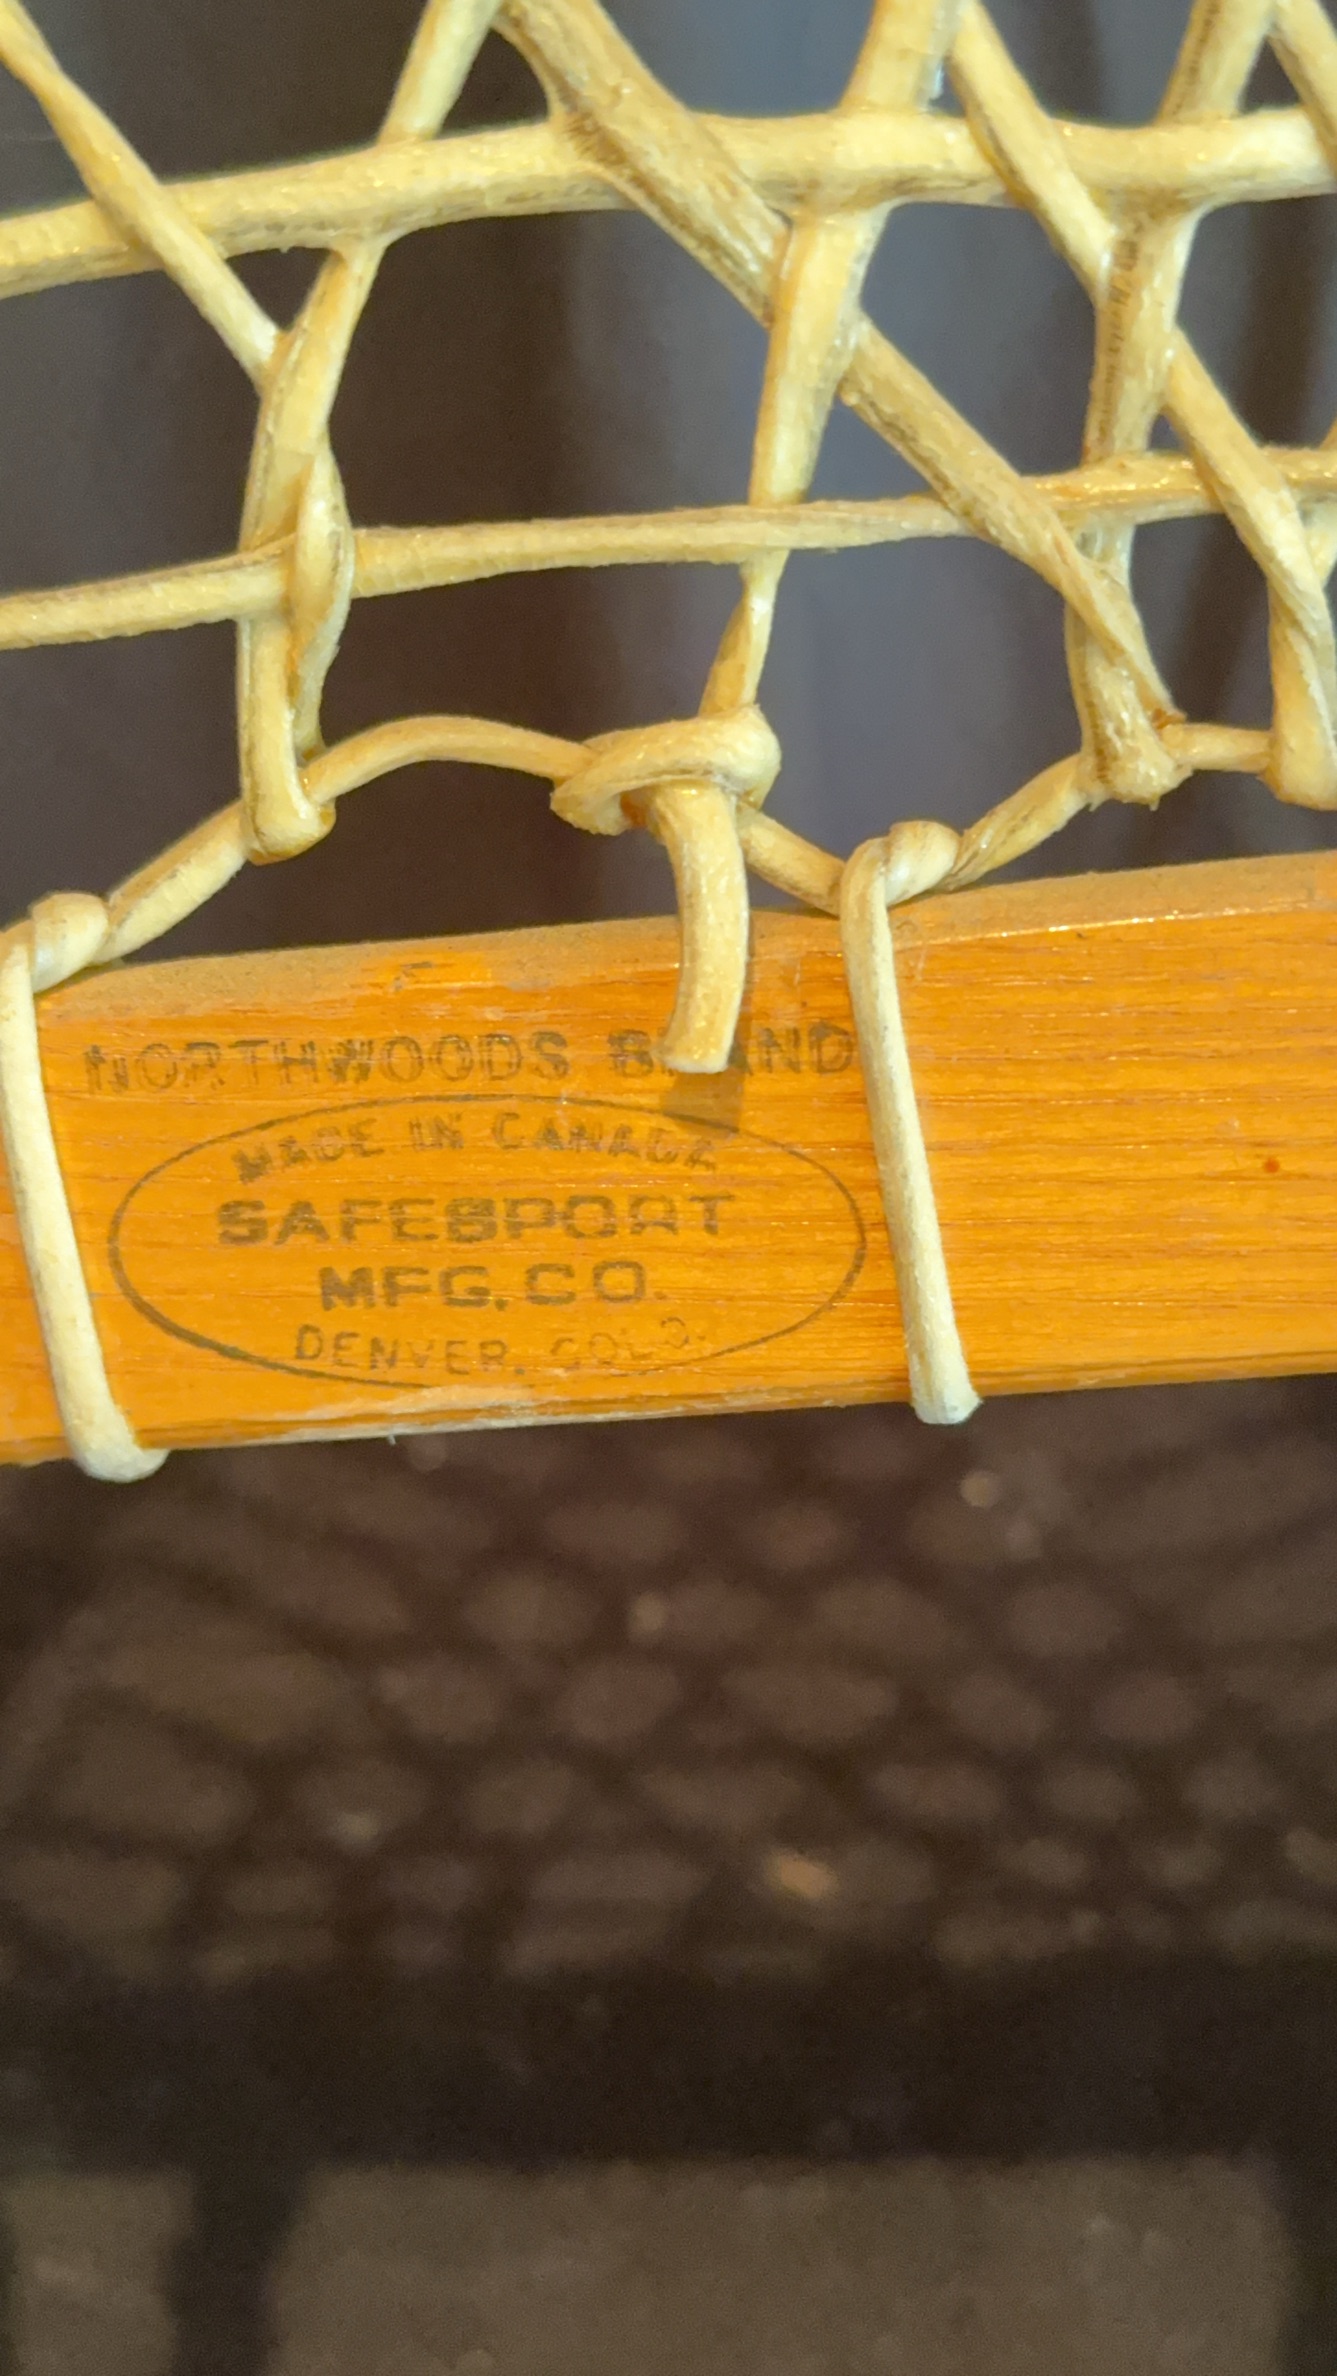 NORTHWOODS BRAND
MADE IN CANADA
SAFESPORT
MFG. CO.
DENVER, COLO.